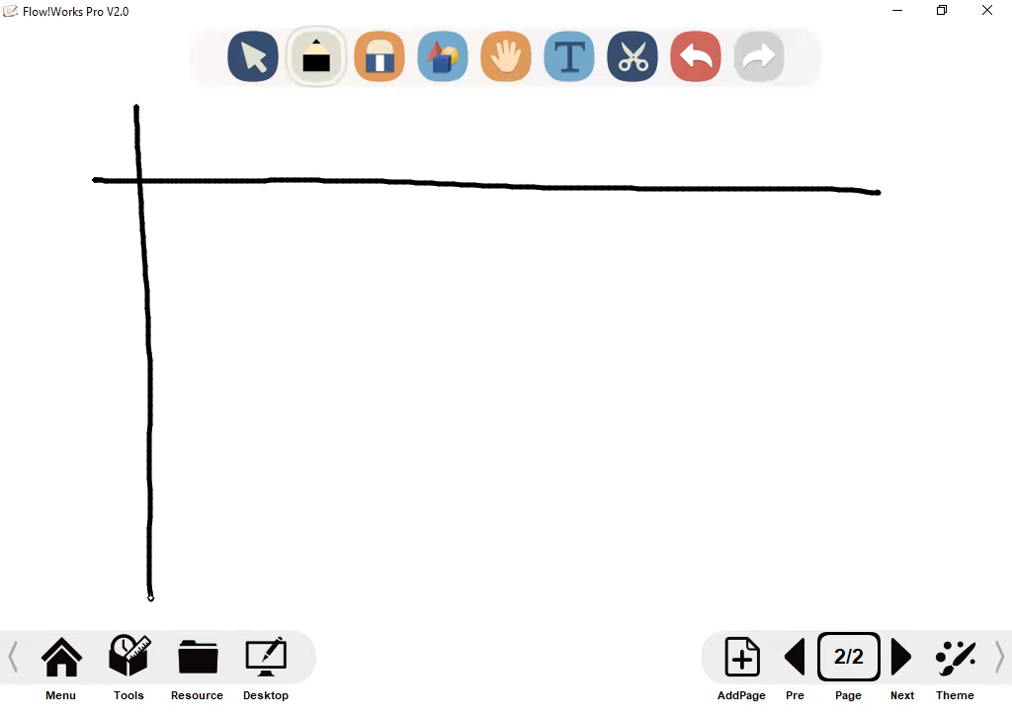 Flow!Works Pro V2.0
T
2/2
Menu Tools Resource Desktop AddPage Pre Page Next Theme